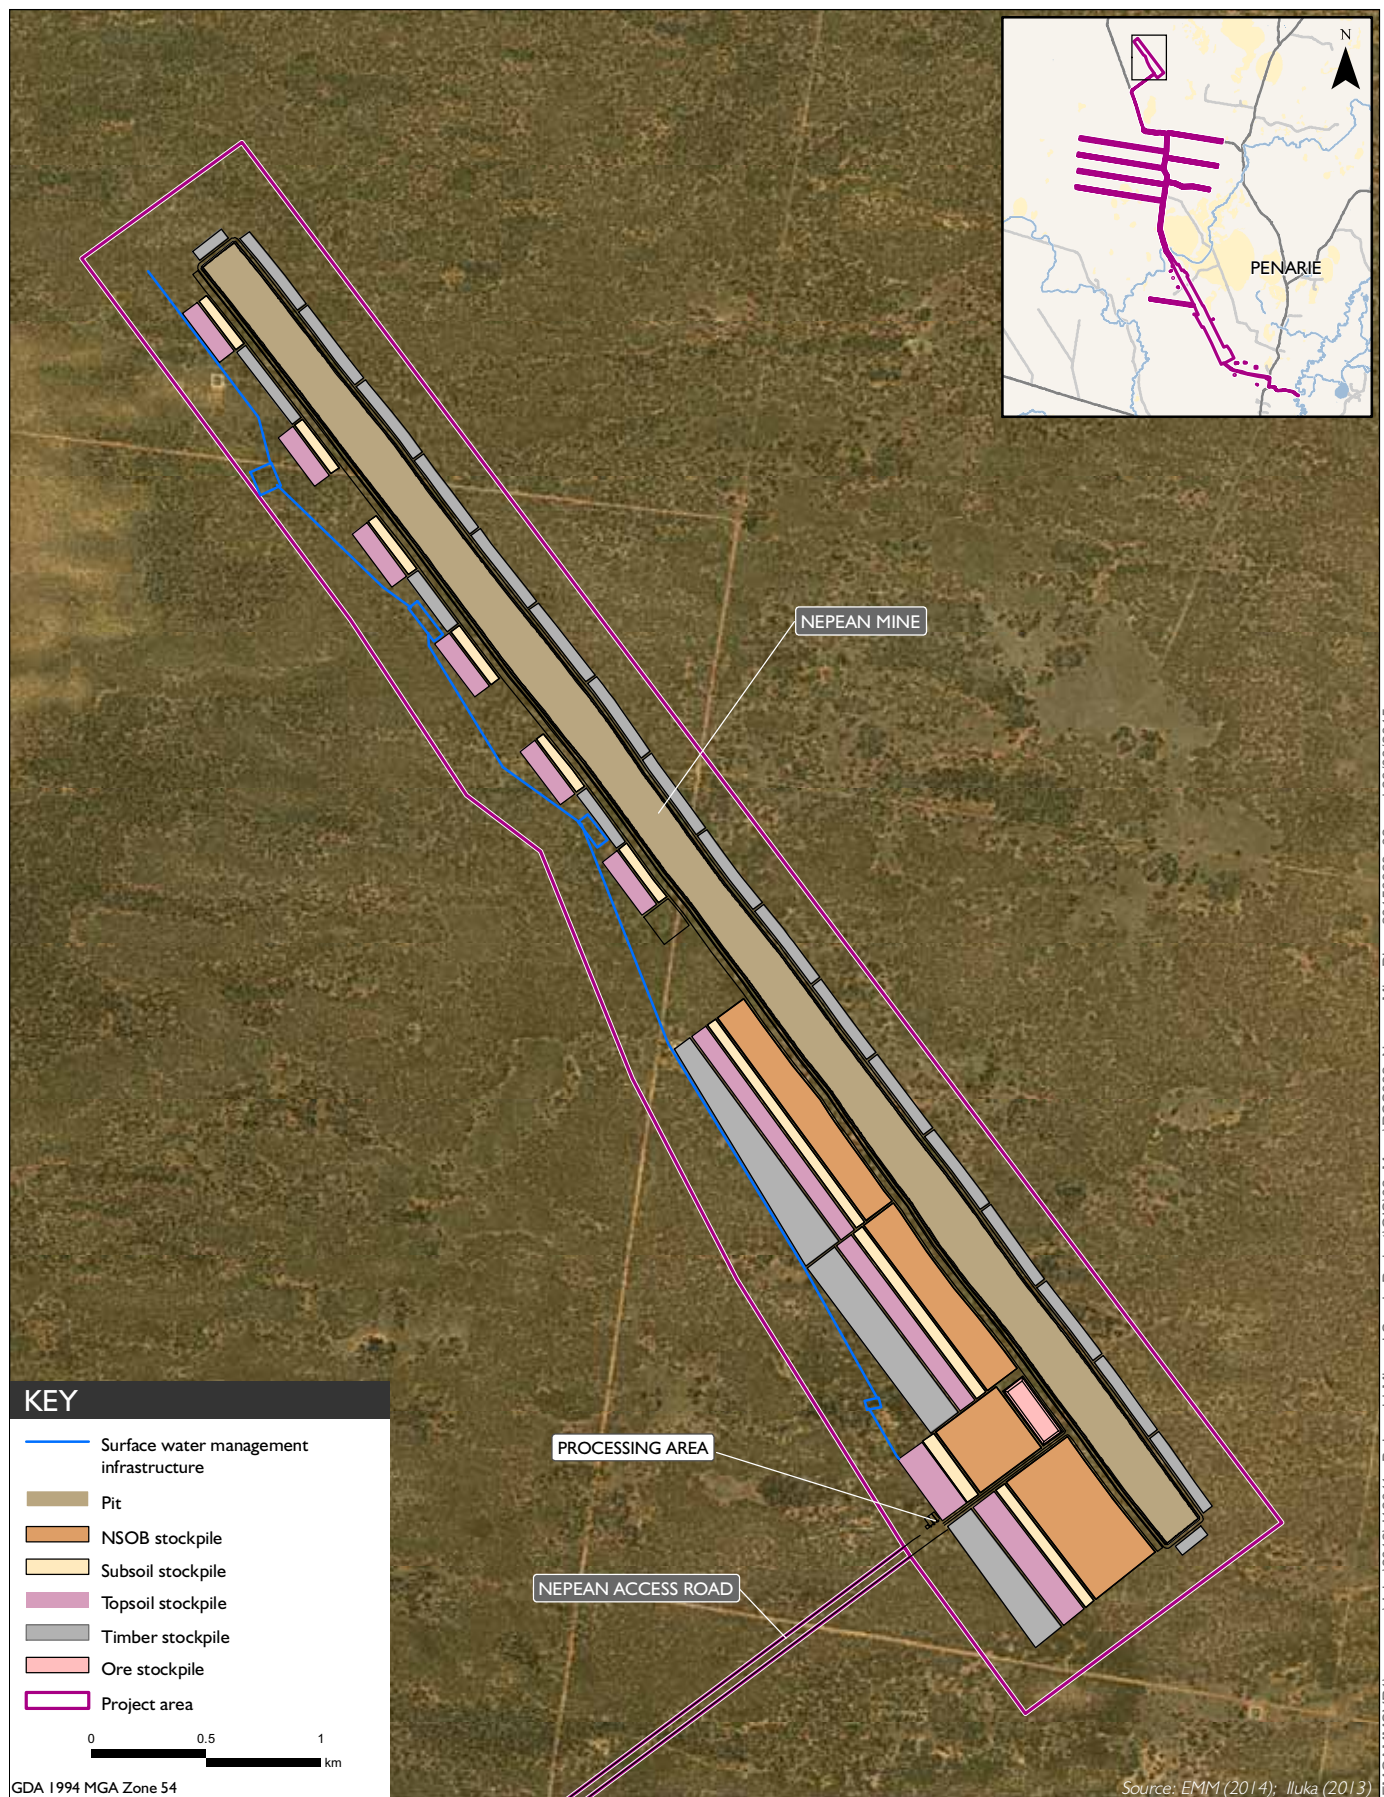 N
PENARIE
NEPEAN MINE
PROCESSING AREA
NEPEAN ACCESS ROAD
KEY
Surface water management
infrastructure
Pit
NSOB stockpile
Subsoil stockpile
Topsoil stockpile
Timber stockpile
Ore stockpile
Project area
0 0.5 1
km
GDA 1994 MGA Zone 54
Source: EMM (2014); Iluka (2013)